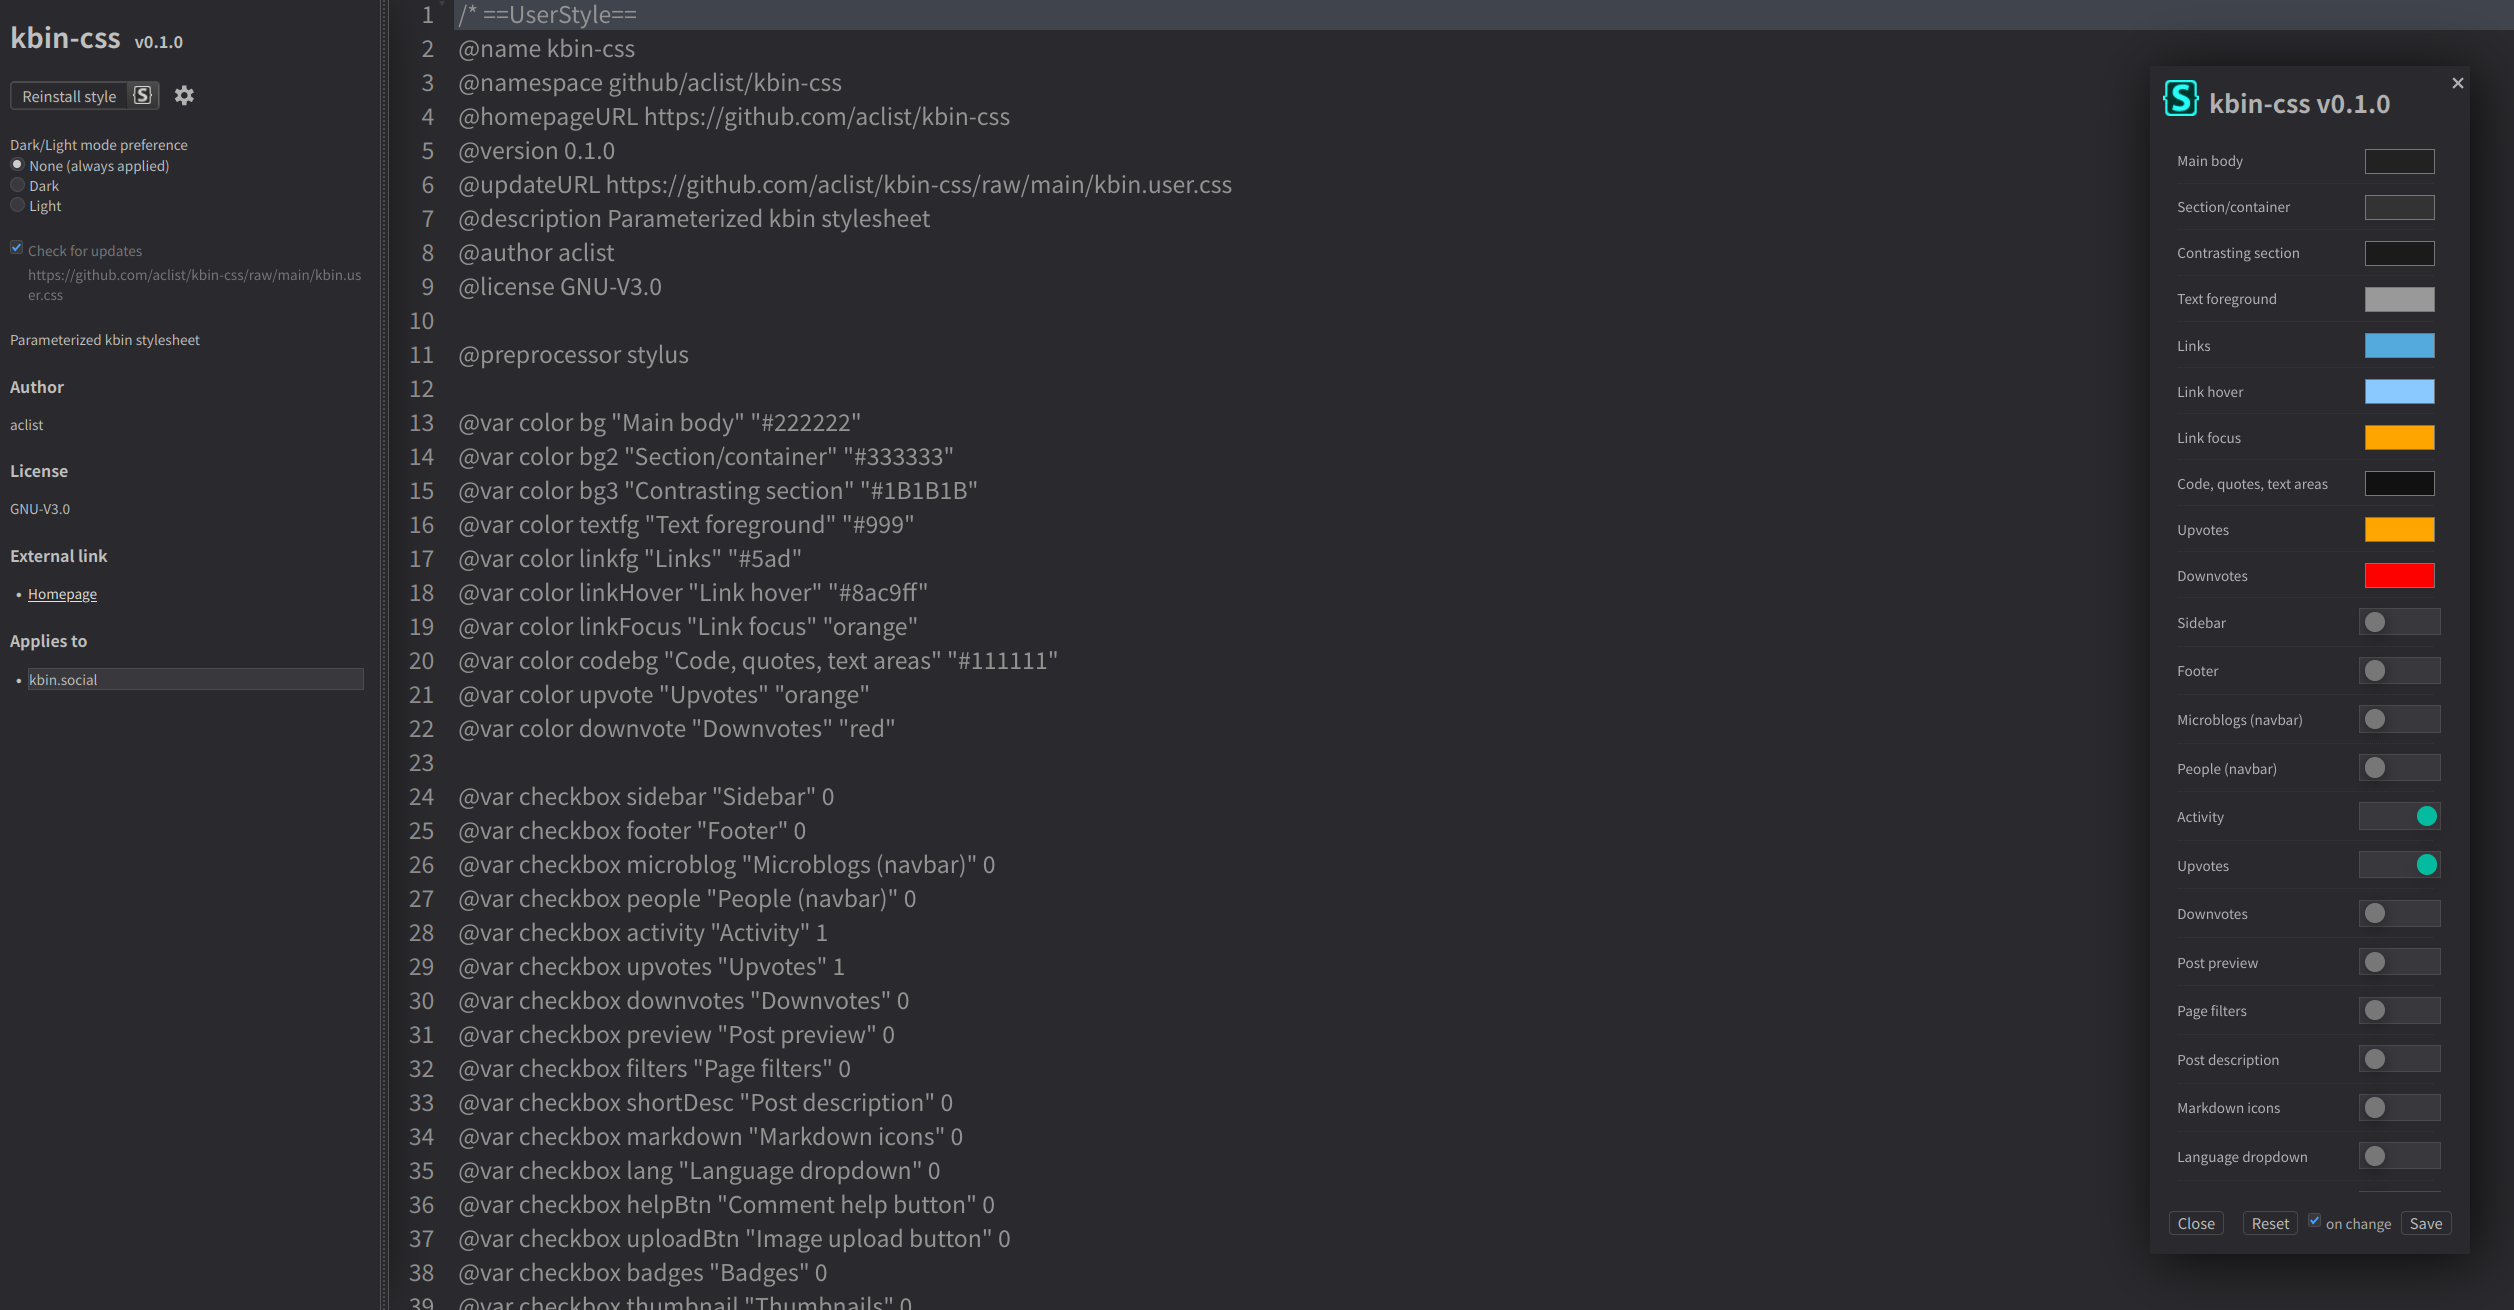 kbin-css v0.1.0
Reinstall style
Dark/Light mode preference
None (always applied)
Dark
Light
Check for updates
https://github.com/aclist/kbin-css/raw/main/kbin.us
er.css
Parameterized kbin stylesheet
Author
aclist
License
GNU-V3.0
External link
• Homepage
Applies to
• kbin.social
1 /* ==UserStyle==
2 @name kbin-css
3 @namespace github/aclist/kbin-css
4 @homepageURL https://github.com/aclist/kbin-css
5 @version 0.1.0
6 @updateURL https://github.com/aclist/kbin-css/raw/main/kbin.user.css
7 @description Parameterized kbin stylesheet
8 @author aclist
9 @license GNU-V3.0
10
11 @preprocessor stylus
12
13 @var color bg "Main body" "#222222"
14 @var color bg2 "Section/container" "#333333"
15 @var color bg3 "Contrasting section" "#1B1B1B"
16 @var color textfg "Text foreground" "#999"
17 @var color linkfg "Links" "#5ad"
18 @var color linkHover "Link hover" "#8ac9ff"
19 @var color linkFocus "Link focus" "orange"
20 @var color codebg "Code, quotes, text areas" "#111111"
21 @var color upvote "Upvotes" "orange"
22 @var color downvote "Downvotes" "red"
23
24 @var checkbox sidebar "Sidebar" 0
25 @var checkbox footer "Footer" 0
26 @var checkbox microblog "Microblogs (navbar)" 0
27 @var checkbox people "People (navbar)" 0
28 @var checkbox activity "Activity" 1
29 @var checkbox upvotes "Upvotes" 1
30 @var checkbox downvotes "Downvotes" 0
31 @var checkbox preview "Post preview" 0
32 @var checkbox filters "Page filters" 0
33 @var checkbox shortDesc "Post description" 0
34 @var checkbox markdown "Markdown icons" 0
35 @var checkbox lang "Language dropdown" 0
36 @var checkbox helpBtn "Comment help button" 0
37 @var checkbox uploadBtn "Image upload button" 0
38 @var checkbox badges "Badges" 0
39 @var checkbox thumbnail "Thumbnails" 0
S kbin-css v0.1.0
Main body
Section/container
Contrasting section
Text foreground
Links
Link hover
Link focus
Code, quotes, text areas
Upvotes
Downvotes
Sidebar
Footer
Microblogs (navbar)
People (navbar)
Activity
Upvotes
Downvotes
Post preview
Page filters
Post description
Markdown icons
Language dropdown
Close Reset on change Save